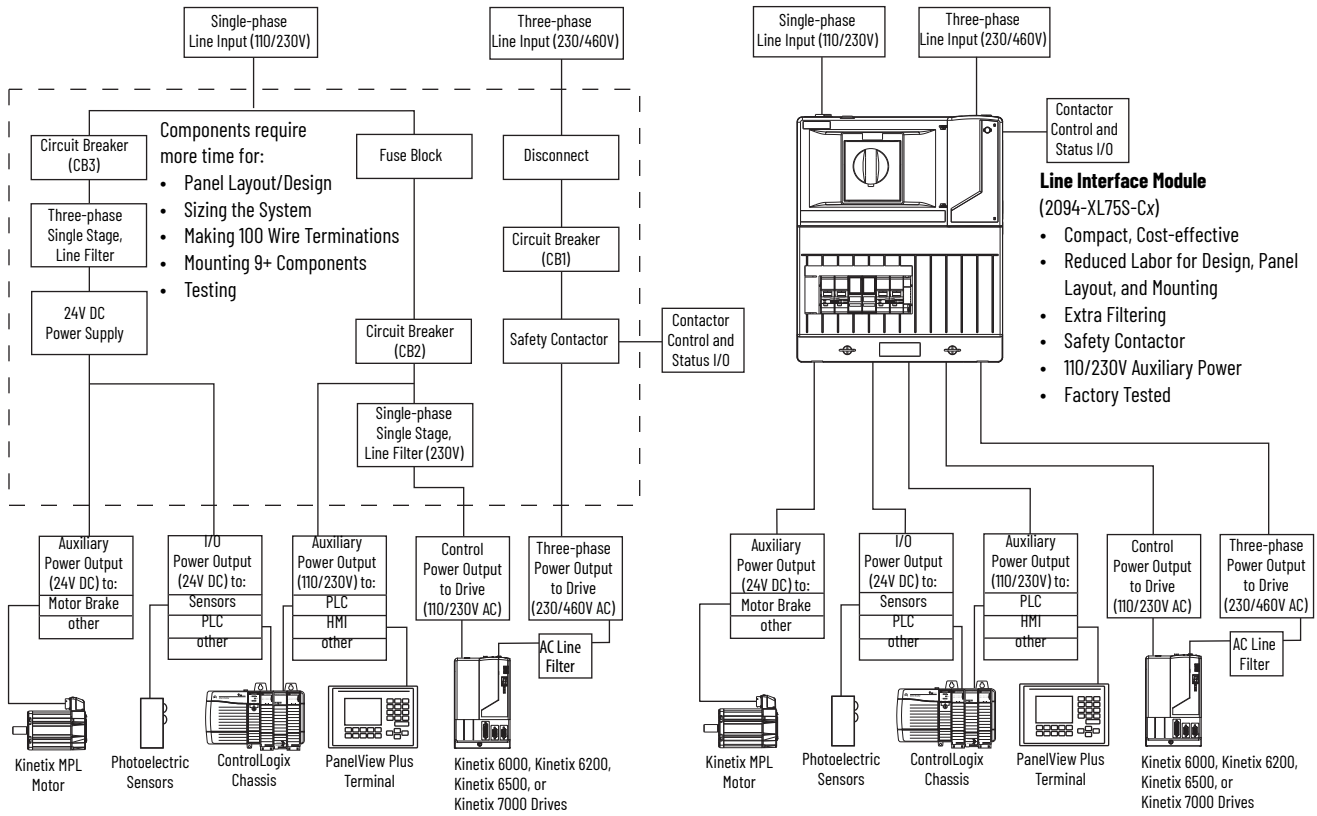 Single-phase
Line Input (110/230V)
Three-phase
Line Input (230/460V)
Circuit Breaker
(CB3)
Three-phase
Single Stage,
Line Filter
24V DC
Power Supply
Components require
more time for:
• Panel Layout/Design
• Sizing the System
• Making 100 Wire Terminations
• Mounting 9+ Components
• Testing
Fuse Block
Circuit Breaker
(CB2)
Single-phase
Single Stage,
Line Filter (230V)
Disconnect
Circuit Breaker
(CB1)
Safety Contactor
Contactor
Control and
Status I/O
Auxiliary
Power Output
(24V DC) to:
Motor Brake
other
I/O
Power Output
(24V DC) to:
Sensors
PLC
other
Auxiliary
Power Output
(110/230V) to:
PLC
HMI
other
Control
Power Output
to Drive
(110/230V AC)
Three-phase
Power Output
to Drive
(230/460V AC)
AC Line
Filter
Kinetix MPL
Motor
Photoelectric
Sensors
ControlLogix
Chassis
PanelView Plus
Terminal
Kinetix 6000, Kinetix 6200,
Kinetix 6500, or
Kinetix 7000 Drives
Single-phase
Line Input (110/230V)
Three-phase
Line Input (230/460V)
Contactor
Control and
Status I/O
Line Interface Module
(2094-XL75S-Cx)
• Compact, Cost-effective
• Reduced Labor for Design, Panel
Layout, and Mounting
• Extra Filtering
• Safety Contactor
• 110/230V Auxiliary Power
• Factory Tested
Auxiliary
Power Output
(24V DC) to:
Motor Brake
other
I/O
Power Output
(24V DC) to:
Sensors
PLC
other
Auxiliary
Power Output
(110/230V) to:
PLC
HMI
other
Control
Power Output
to Drive
(110/230V AC)
Three-phase
Power Output
to Drive
(230/460V AC)
AC Line
Filter
Kinetix MPL
Motor
Photoelectric
Sensors
ControlLogix
Chassis
PanelView Plus
Terminal
Kinetix 6000, Kinetix 6200,
Kinetix 6500, or
Kinetix 7000 Drives